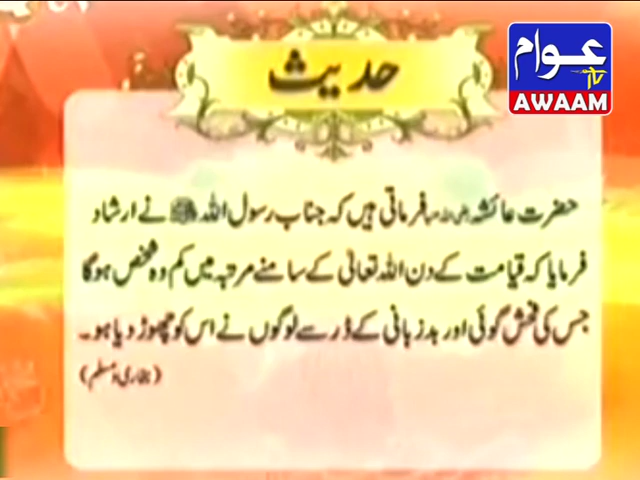 عوام
TV
AWAAM
حدیث
حضرت عائشہ فرماتی ہیں کہ جناب رسول اللہ ﷺ نے ارشاد
فرمایا کہ قیامت کے دن اللہ تعالیٰ کے سامنے مرتبہ میں کم وہ شخص ہوگا
جس کی فحش گوئی اور بدزبانی کے ڈر سے لوگوں نے اس کو چھوڑ دیا ہو۔
(بخاری و مسلم)